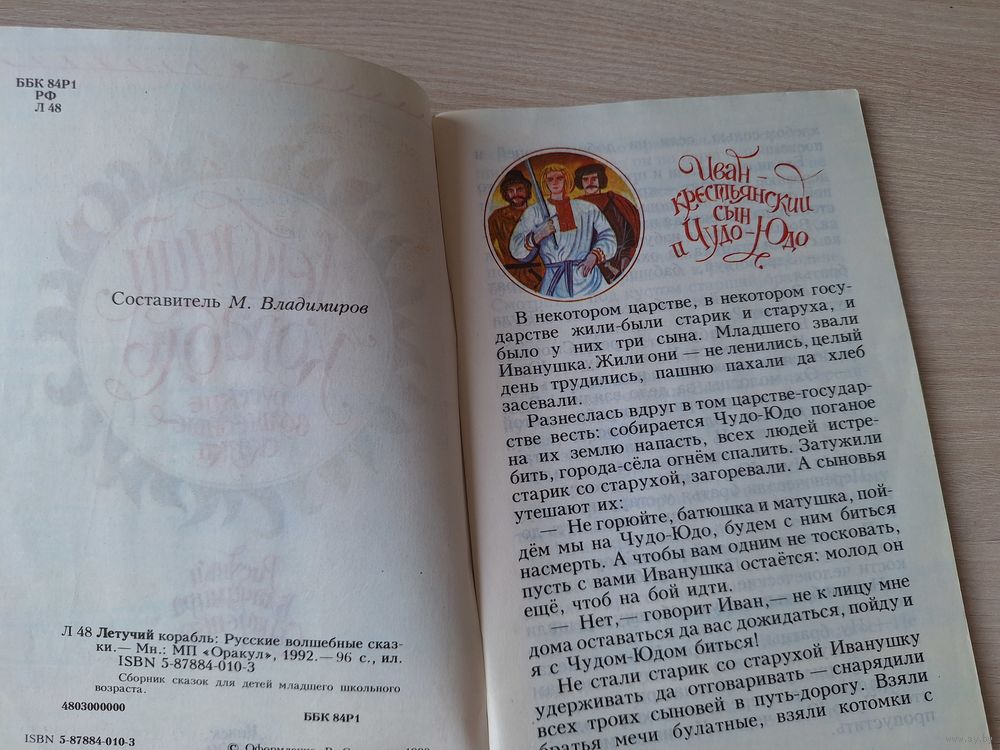 ББК 84Р1
РФ
Л 48
Составитель М. Владимиров
Л 48 Летучий корабль: Русские волшебные сказ-
ки.— Мн.: МП «Оракул», 1992.— 96 с., ил.
ISBN 5-87884-010-3
Сборник сказок для детей младшего школьного
возраста.
4803000000
ББК 84Р1
ISBN 5-87884-010-3
© Оформление.
Иван –
крестьянский
сын
и Чудо-Юдо
В некотором царстве, в некотором госу-
дарстве жили-были старик и старуха, и
было у них три сына. Младшего звали
Иванушка. Жили они — не ленились, целый
день трудились, пашню пахали да хлеб
засевали.
Разнеслась вдруг в том царстве-государ-
стве весть: собирается Чудо-Юдо поганое
на их землю напасть, всех людей истре-
бить, города-сёла огнём спалить. Затужили
старик со старухой, загоревали. А сыновья
утешают их:
— Не горюйте, батюшка и матушка, пой-
дём мы на Чудо-Юдо, будем с ним биться
насмерть. А чтобы вам одним не тосковать,
пусть с вами Иванушка остаётся: молод он
ещё, чтоб на бой идти.
— Нет,— говорит Иван,— не к лицу мне
дома оставаться да вас дожидаться, пойду и
я с Чудом-Юдом биться!
Не стали старик со старухой Иванушку
удерживать да отговаривать — снарядили
всех троих сыновей в путь-дорогу. Взяли
братья мечи булатные, взяли котомки с